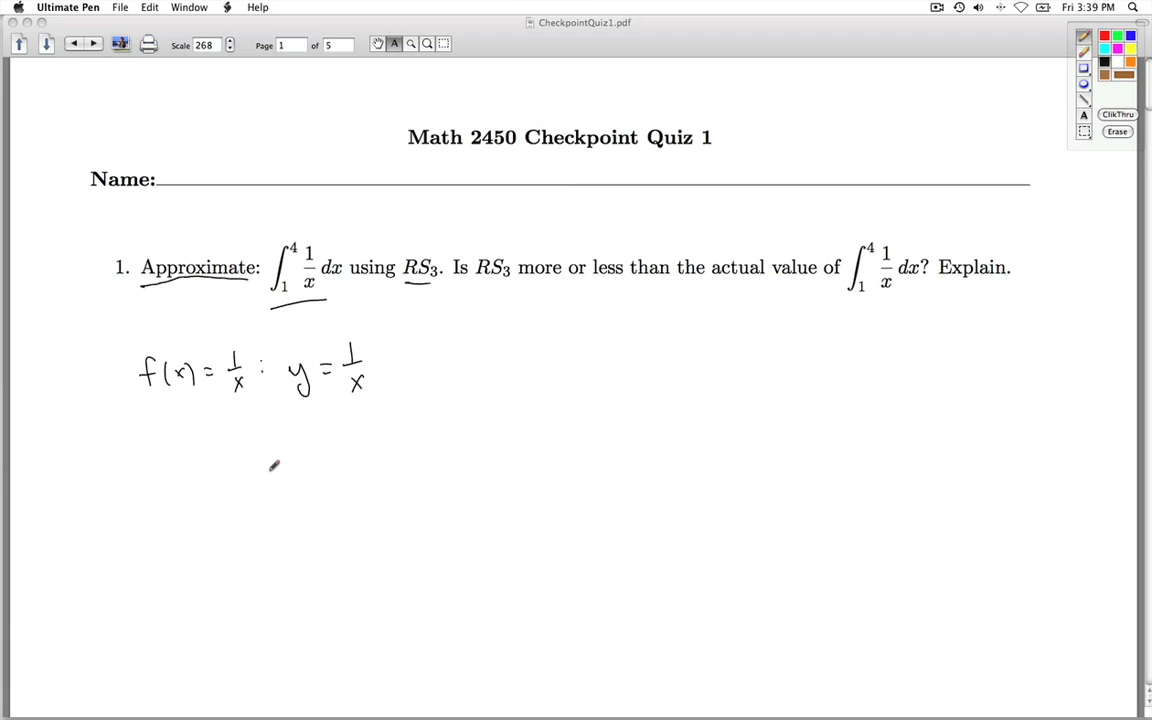 Ultimate Pen File Edit Window Help Fri 3:39 PM
CheckpointQuiz1.pdf
Scale 268 Page 1 of 5 A
A
ClikThru
Erase
Math 2450 Checkpoint Quiz 1
Name:
1. Approximate: ∫₁⁴ 1/x dx using RS₃. Is RS₃ more or less than the actual value of ∫₁⁴ 1/x dx? Explain.
f(x) = 1/x : y = 1/x